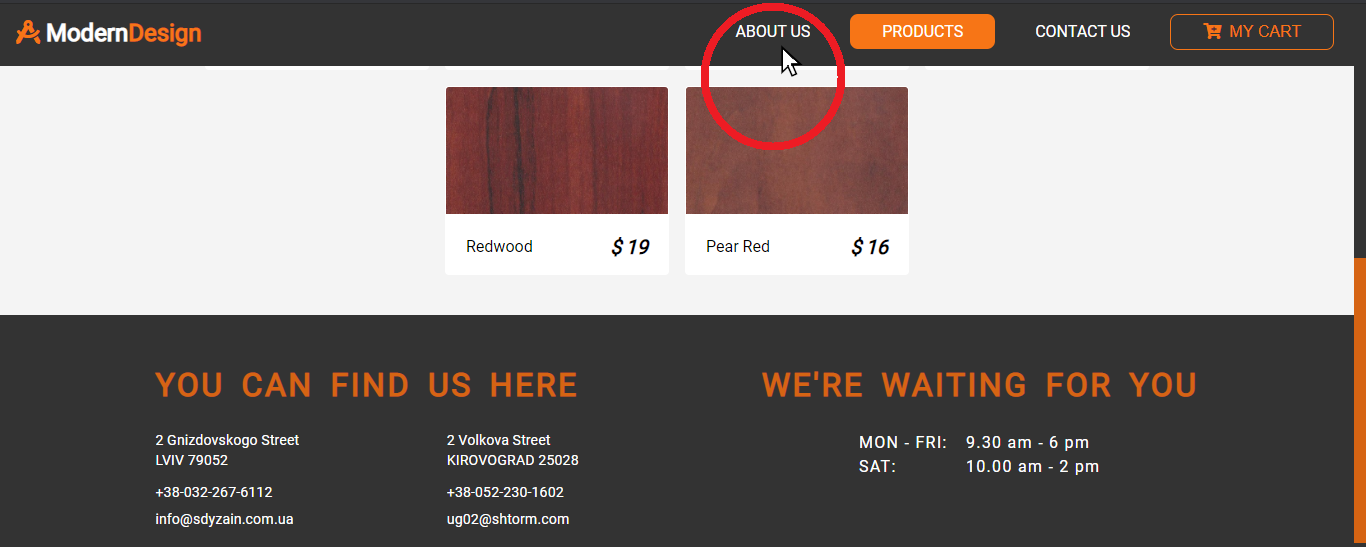 ModernDesign
ABOUT US
PRODUCTS
CONTACT US
MY CART
Redwood $ 19
Pear Red $ 16
YOU CAN FIND US HERE
2 Gnizdovskogo Street
LVIV 79052
+38-032-267-6112
info@sdyzain.com.ua
2 Volkova Street
KIROVOGRAD 25028
+38-052-230-1602
ug02@shtorm.com
WE'RE WAITING FOR YOU
MON - FRI: 9.30 am - 6 pm
SAT: 10.00 am - 2 pm